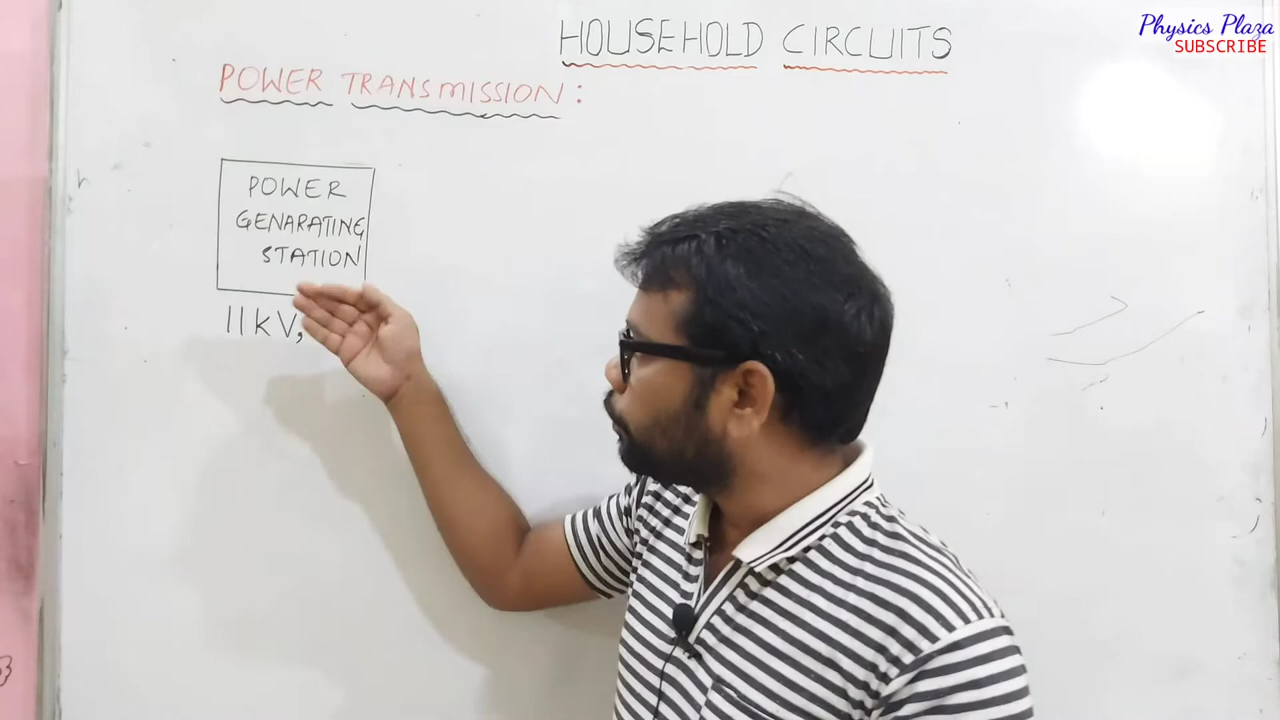 Physics Plaza
SUBSCRIBE
HOUSEHOLD CIRCUITS
POWER TRANSMISSION:
POWER
GENARATING
STATION
11kV,